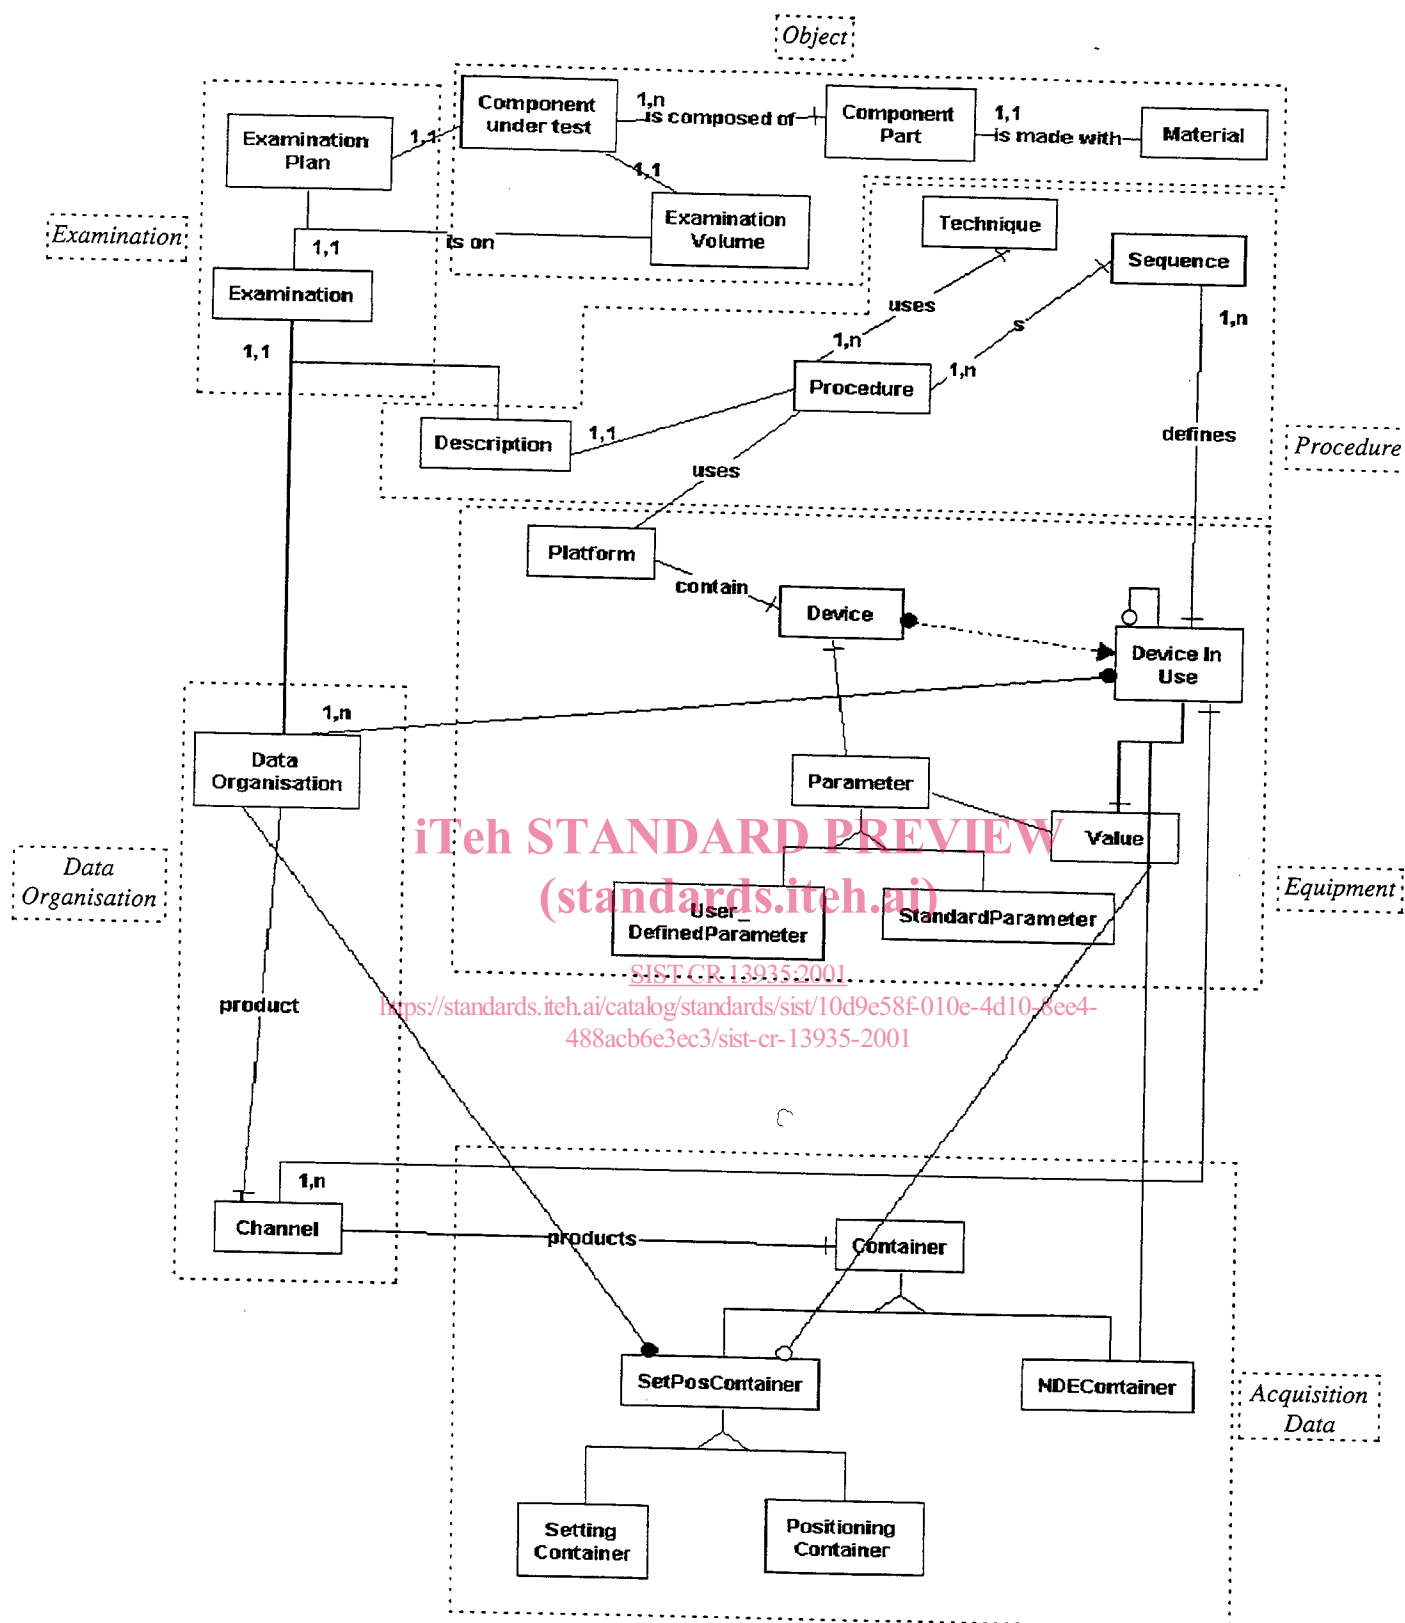 Object
Component
under test
1,n
is composed of
Component
Part
1,1
is made with
Material
Examination
Plan
1,1
1,1
Examination
Volume
Technique
Sequence
Examination
1,1
is on
Examination
uses
s
1,n
1,n
1,n
1,1
Procedure
Description
1,1
defines
Procedure
uses
Platform
contain
Device
Device In
Use
1,n
Data
Organisation
Parameter
Value
iTeh STANDARD PREVIEW
(standards.iteh.ai)
Data
Organisation
Equipment
User_
DefinedParameter
StandardParameter
SIST CR 13935:2001
https://standards.iteh.ai/catalog/standards/sist/10d9e58f-010e-4d10-8ee4-
488acb6e3ec3/sist-cr-13935-2001
product
1,n
Channel
products
Container
SetPosContainer
NDEContainer
Acquisition
Data
Setting
Container
Positioning
Container